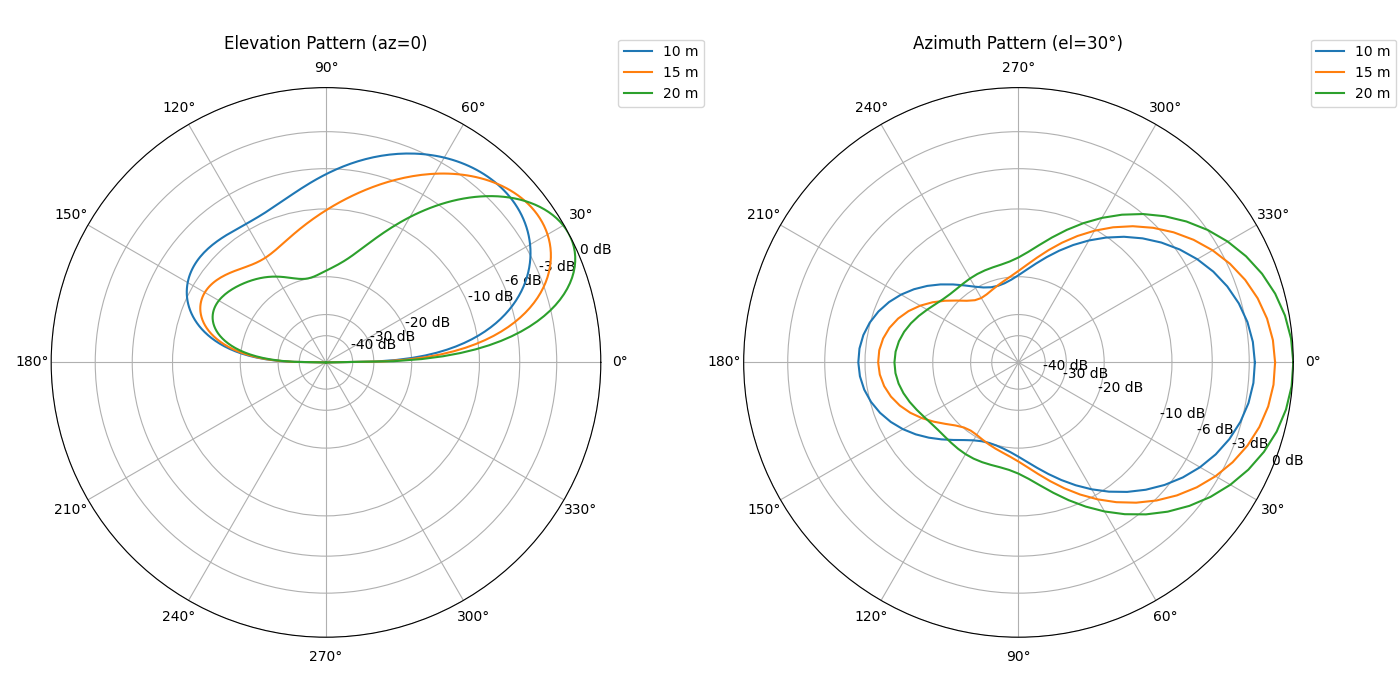 Elevation Pattern (az=0)
10 m
15 m
20 m
90°
120°
60°
150°
30°
0 dB
-3 dB
-6 dB
-10 dB
-20 dB
-30 dB
-40 dB
180°
0°
210°
330°
240°
300°
270°
Azimuth Pattern (el=30°)
10 m
15 m
20 m
270°
240°
300°
210°
330°
180°
0°
-40 dB
-30 dB
-20 dB
-10 dB
-6 dB
-3 dB
0 dB
150°
30°
120°
60°
90°